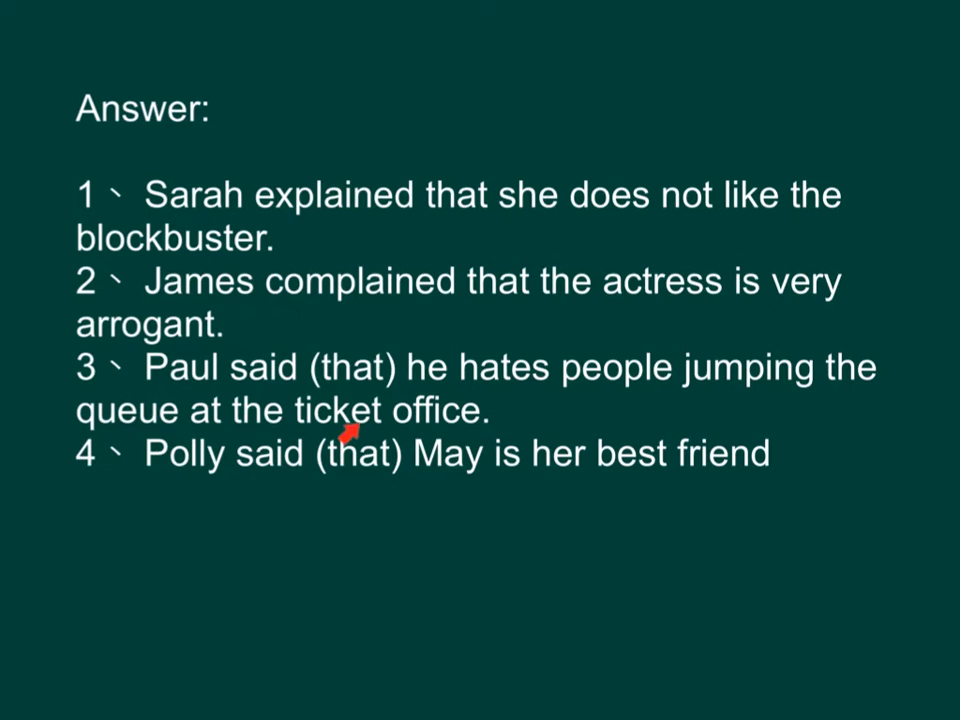 Answer:
1、 Sarah explained that she does not like the
blockbuster.
2、 James complained that the actress is very
arrogant.
3、 Paul said (that) he hates people jumping the
queue at the ticket office.
4、 Polly said (that) May is her best friend